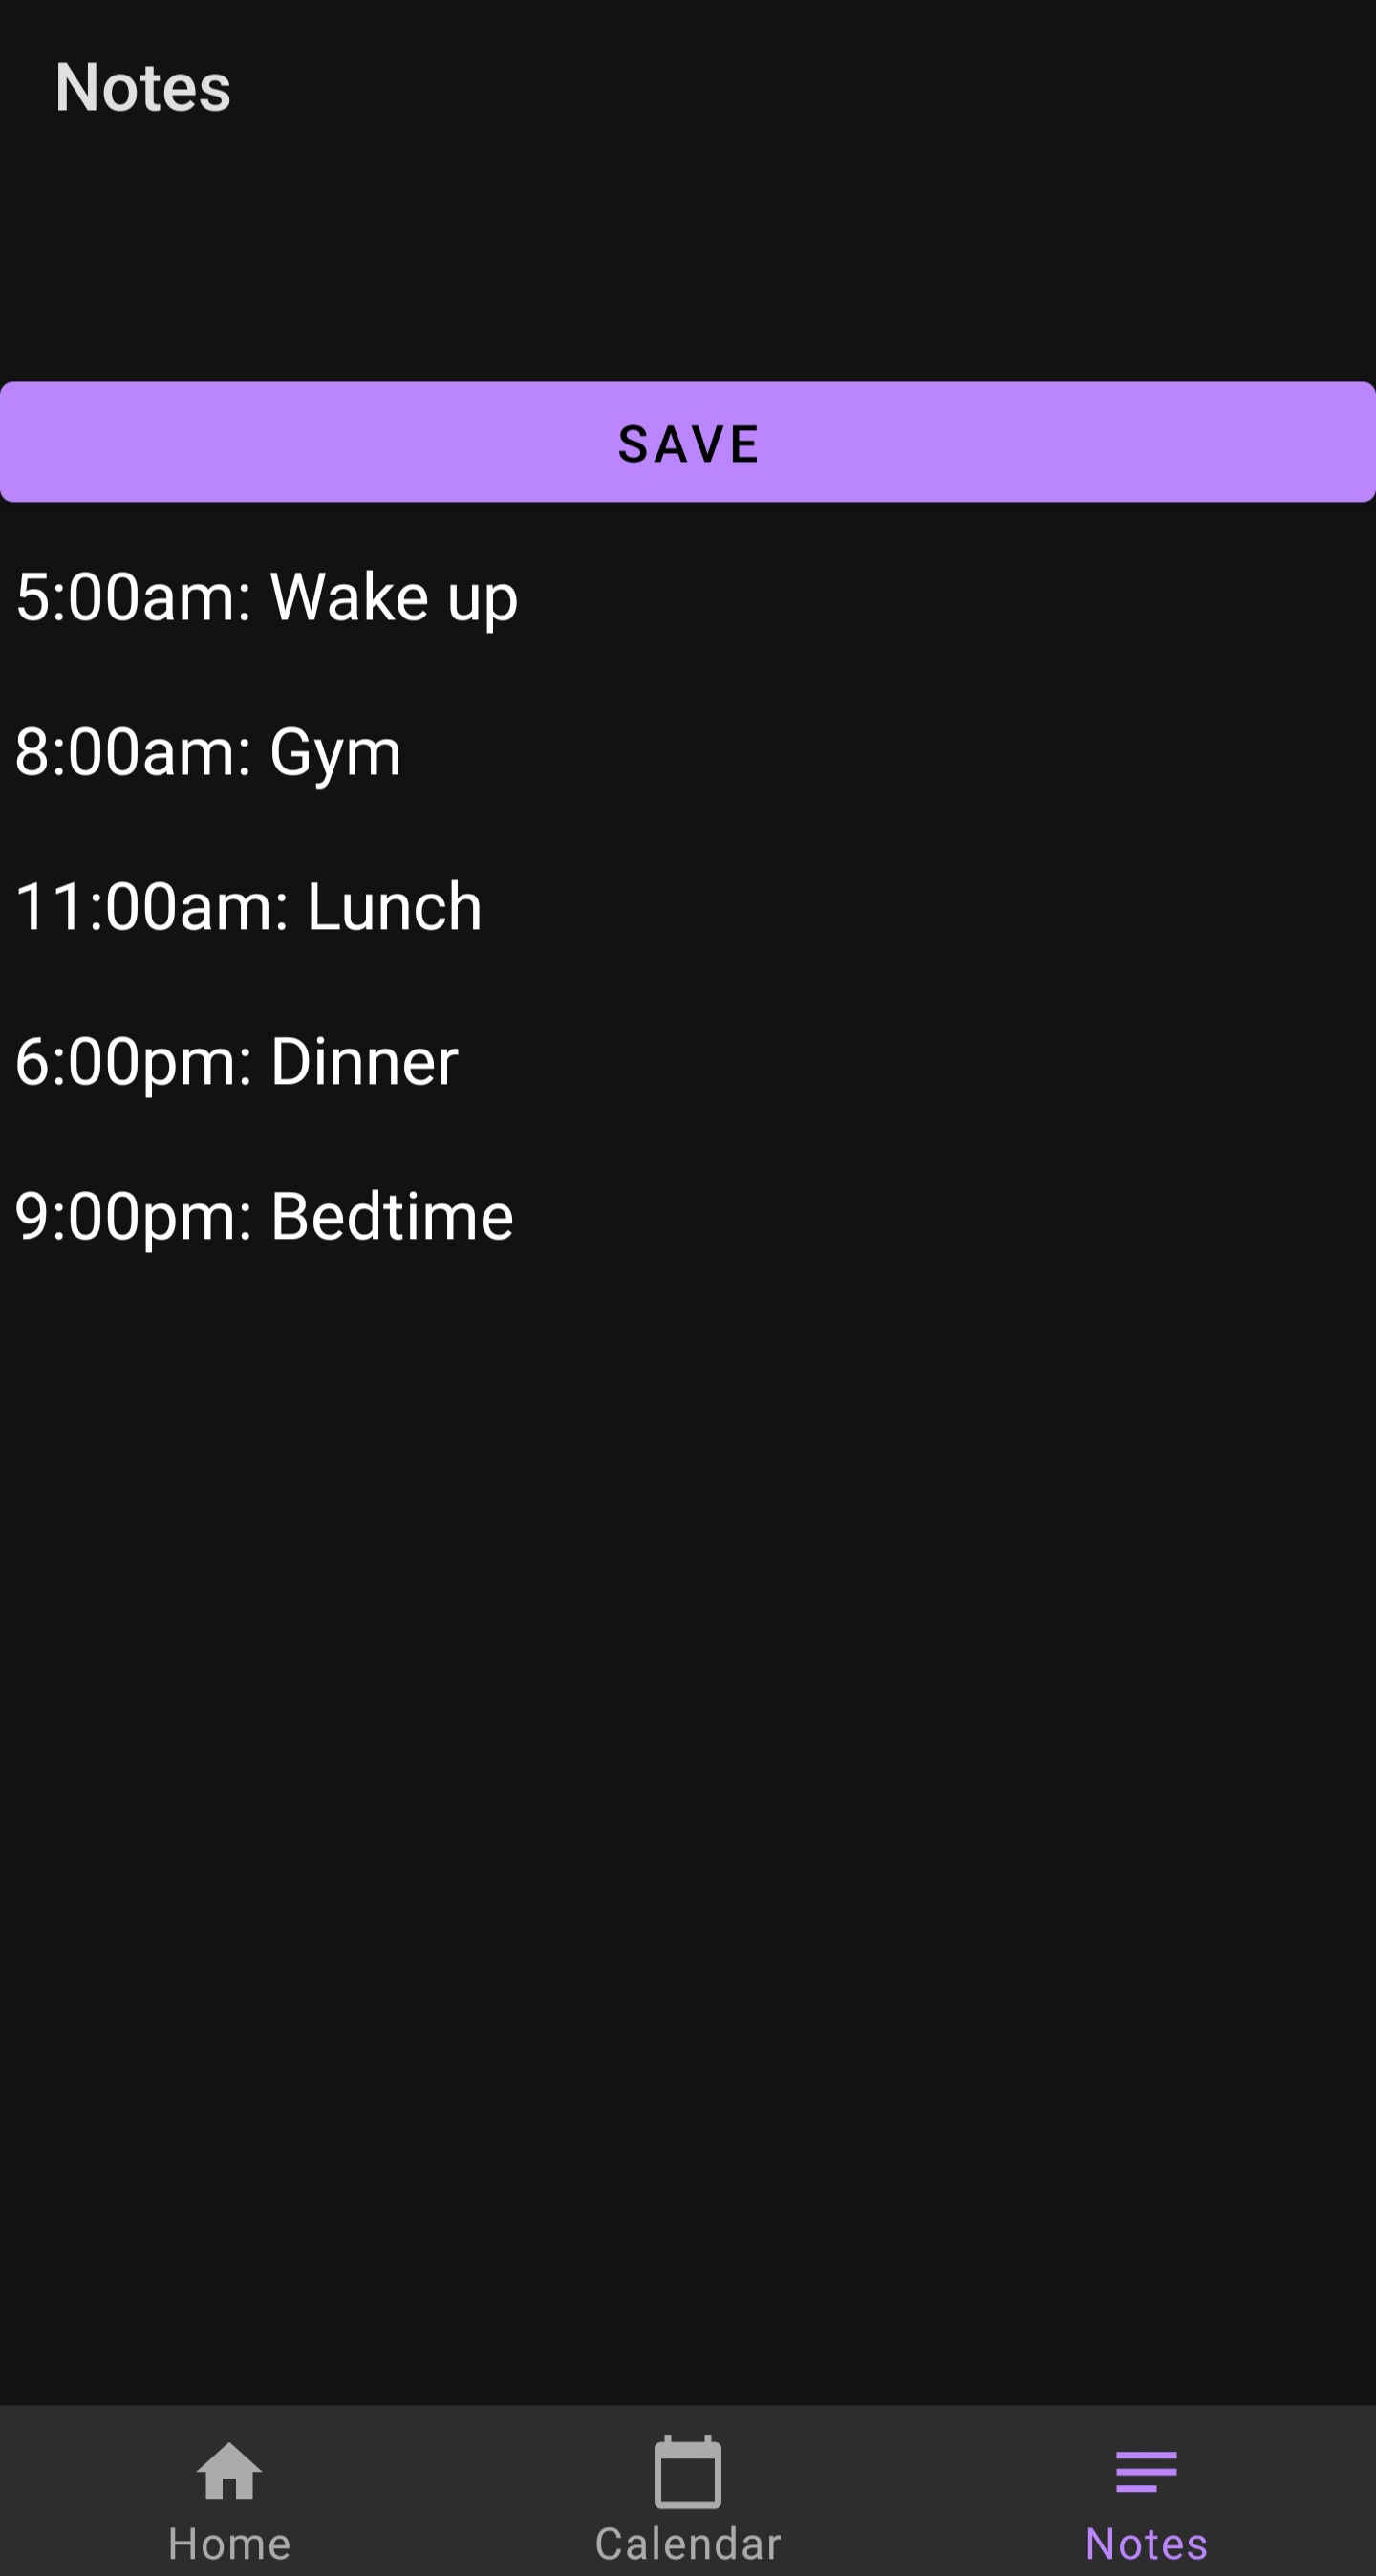 Notes
SAVE
5:00am: Wake up
8:00am: Gym
11:00am: Lunch
6:00pm: Dinner
9:00pm: Bedtime
Home
Calendar
Notes